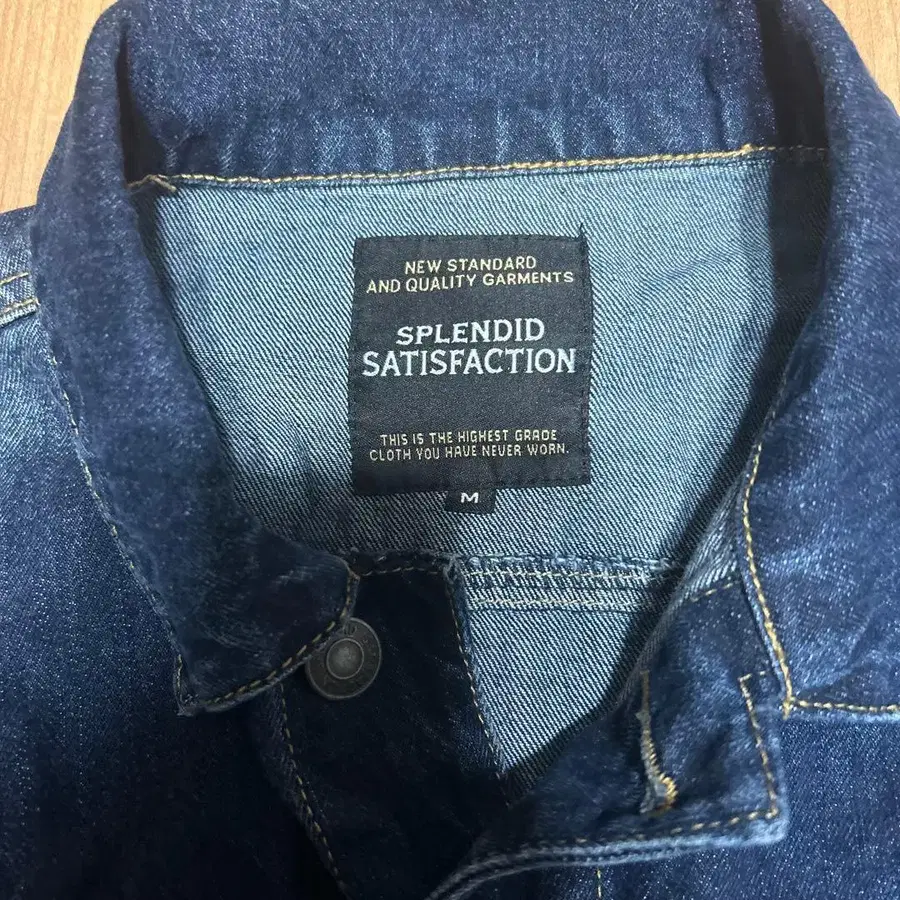 NEW STANDARD
AND QUALITY GARMENTS
SPLENDID
SATISFACTION
THIS IS THE HIGHEST GRADE
CLOTH YOU HAVE NEVER WORN.
M